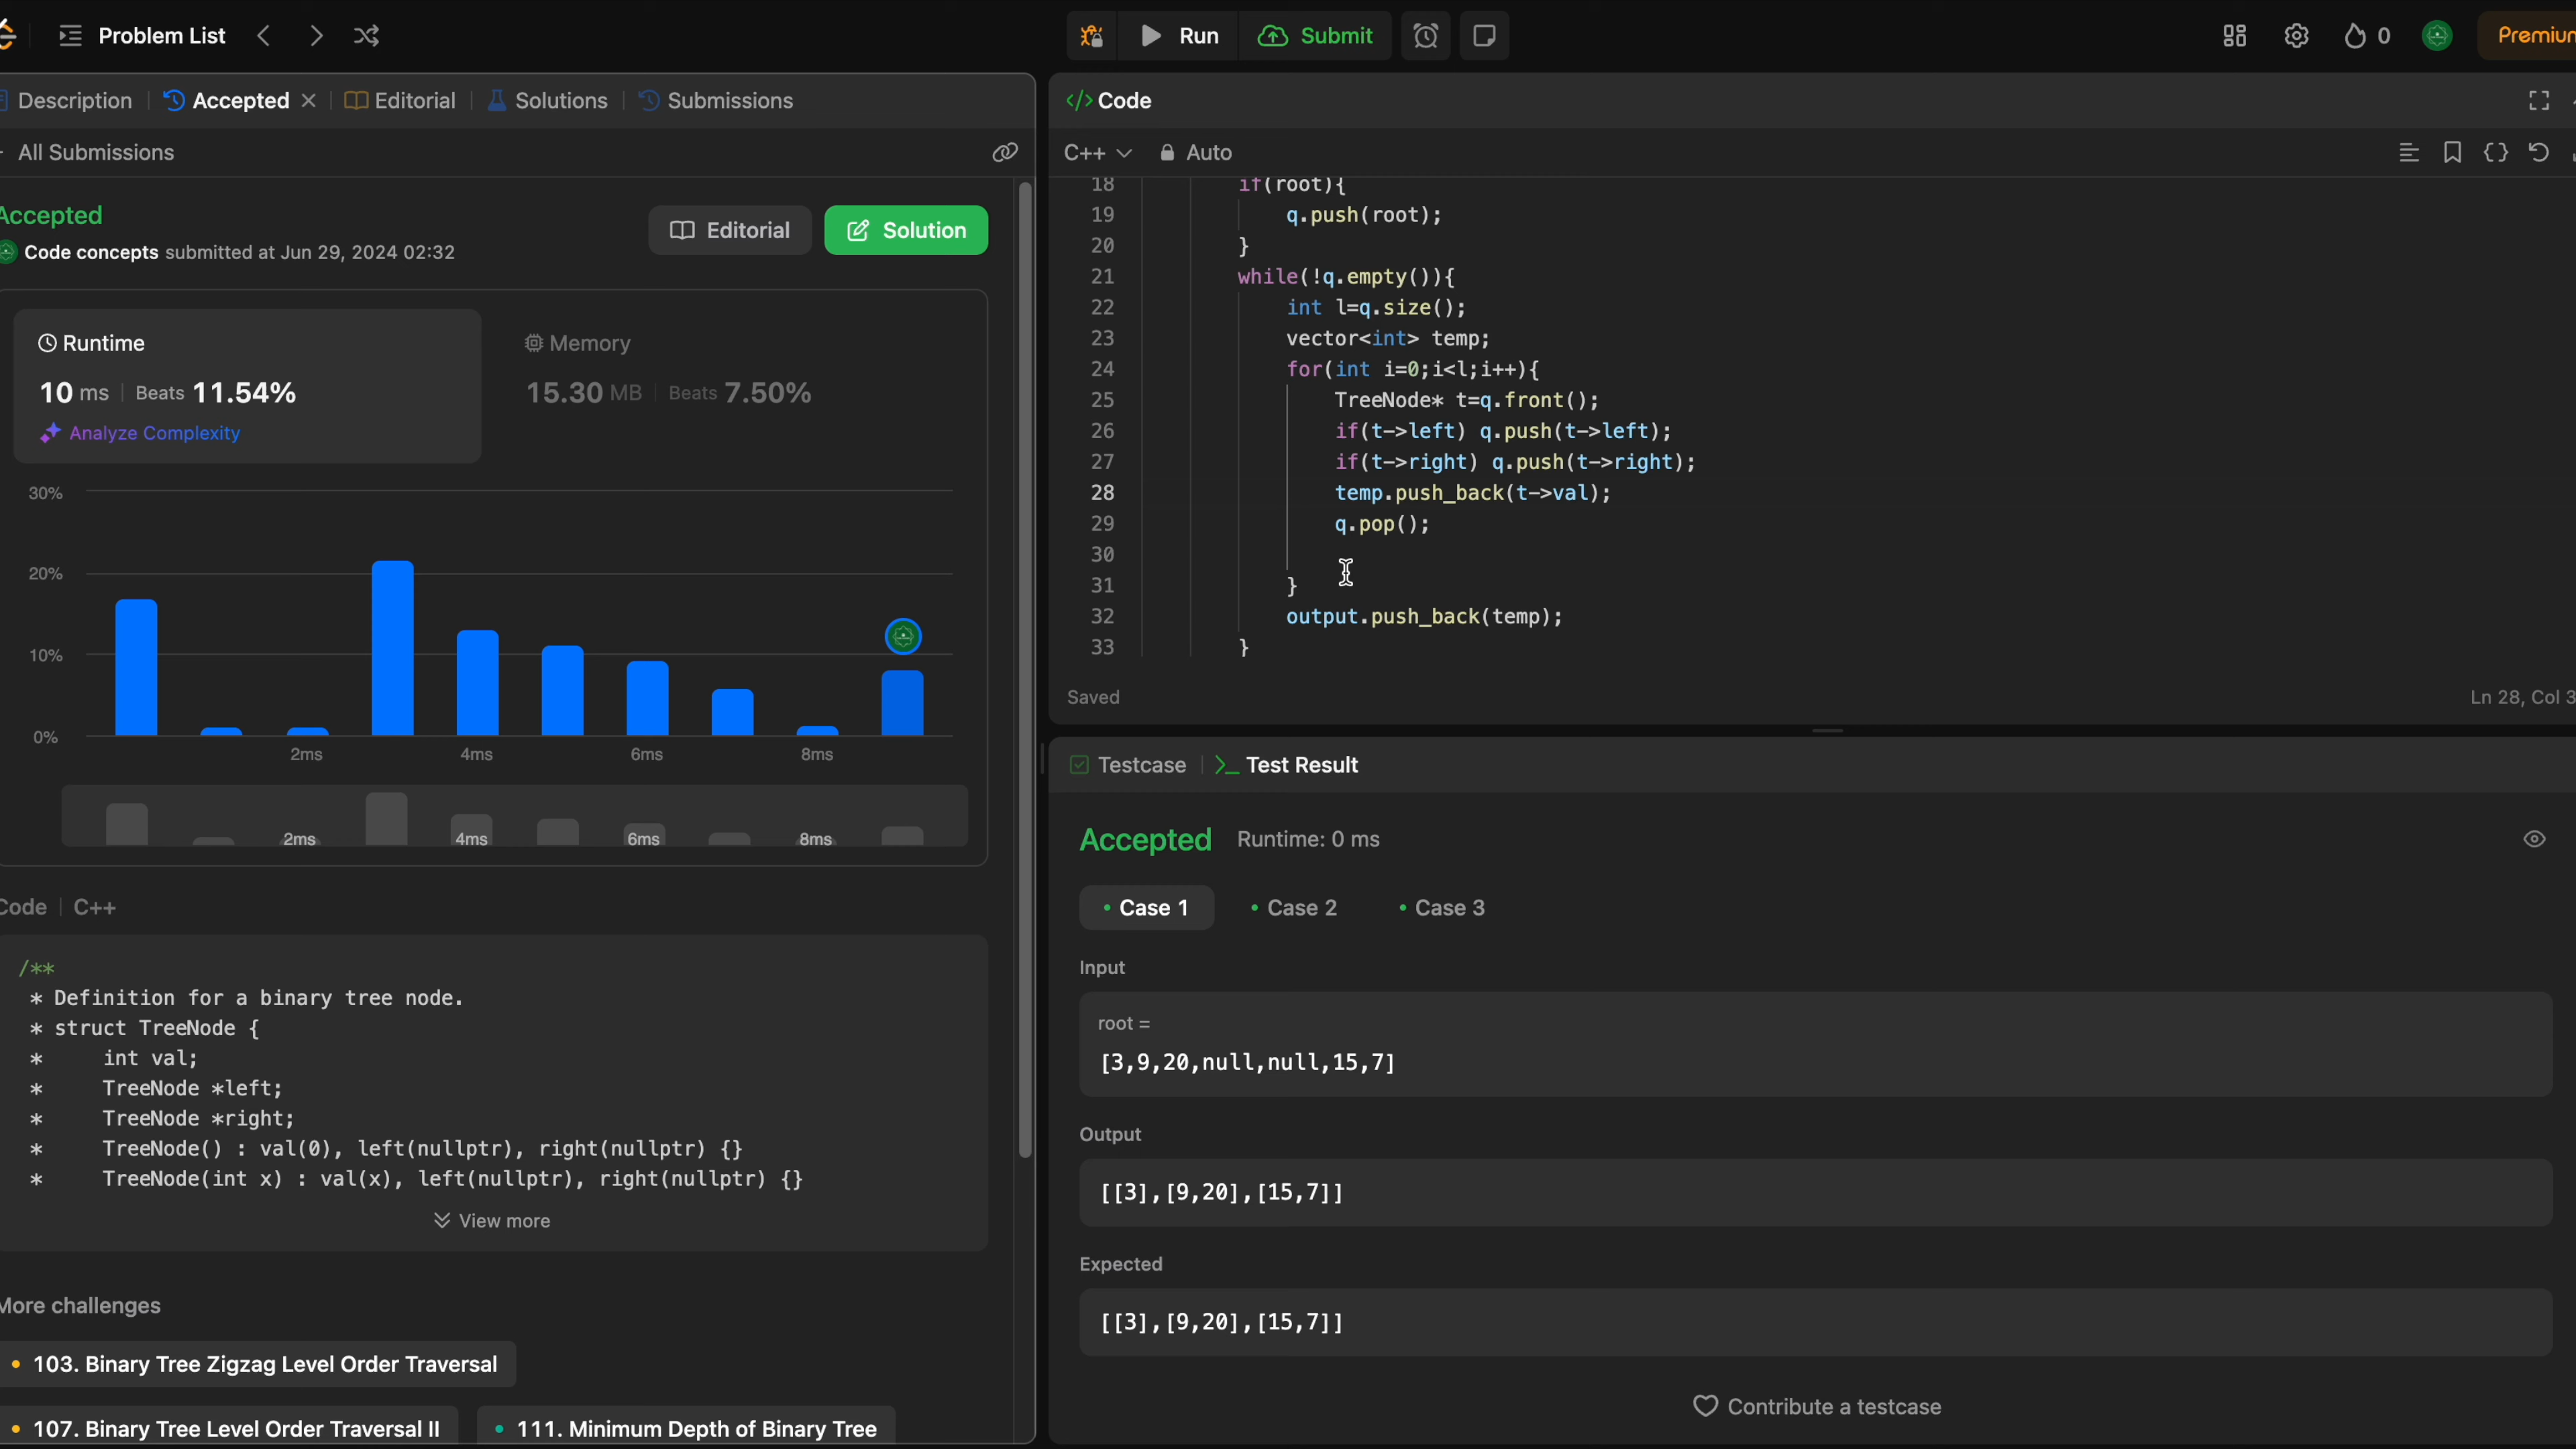 Problem List
Run
Submit
0
Premium
Description
Accepted
Editorial
Solutions
Submissions
All Submissions
Accepted
Code concepts submitted at Jun 29, 2024 02:32
Editorial
Solution
Runtime
10 ms | Beats 11.54%
Analyze Complexity
Memory
15.30 MB | Beats 7.50%
30%
20%
10%
0%
2ms 4ms 6ms 8ms
2ms 4ms 6ms 8ms
Code | C++
/**
* Definition for a binary tree node.
* struct TreeNode {
*     int val;
*     TreeNode *left;
*     TreeNode *right;
*     TreeNode() : val(0), left(nullptr), right(nullptr) {}
*     TreeNode(int x) : val(x), left(nullptr), right(nullptr) {}
View more
More challenges
103. Binary Tree Zigzag Level Order Traversal
107. Binary Tree Level Order Traversal II
111. Minimum Depth of Binary Tree
</> Code
C++
Auto
18 if(root){
19 q.push(root);
20 }
21 while(!q.empty()){
22 int l=q.size();
23 vector<int> temp;
24 for(int i=0;i<l;i++){
25 TreeNode* t=q.front();
26 if(t->left) q.push(t->left);
27 if(t->right) q.push(t->right);
28 temp.push_back(t->val);
29 q.pop();
30
31 }
32 output.push_back(temp);
33 }
Saved
Ln 28, Col 3
Testcase
Test Result
Accepted
Runtime: 0 ms
Case 1
Case 2
Case 3
Input
root =
[3,9,20,null,null,15,7]
Output
[[3],[9,20],[15,7]]
Expected
[[3],[9,20],[15,7]]
Contribute a testcase